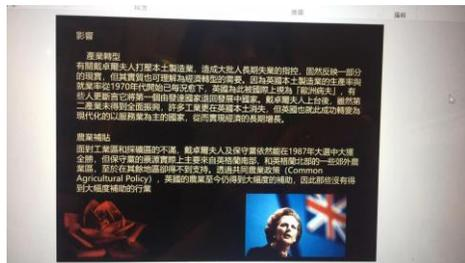 影響
產業轉型
有關戴卓爾夫人打壓本土製造業，造成大批人長期失業的指控，固然反映一部分
的現實，但其實質也可理解為經濟轉型的需要。因為英國本土製造業的生產率與
就業率從1970年代開始已每況愈下，英國為此被國際上視為「歐洲病夫」，有
些人更斷言它將第一個由發達國家退回發展中國家。戴卓爾夫人上台後，雖然第
二產業未得到全面振興，許多工業更在英國本土消失，但英國也就此成功轉變為
現代化的以服務業為主的國家，從而實現經濟的長期增長。
農業補貼
面對工業區和採礦區的不滿，戴卓爾夫人及保守黨依然能在1987年大選中大獲
全勝，但保守黨的票源實際上主要來自英格蘭南部，和英格蘭北部的一些郊外農
業區，至於在其餘地區卻得不到支持。透過共同農業政策（Common
Agricultural Policy），英國的農業至今仍得到大幅度的補助，因此那些沒有得
到大幅度補助的行業